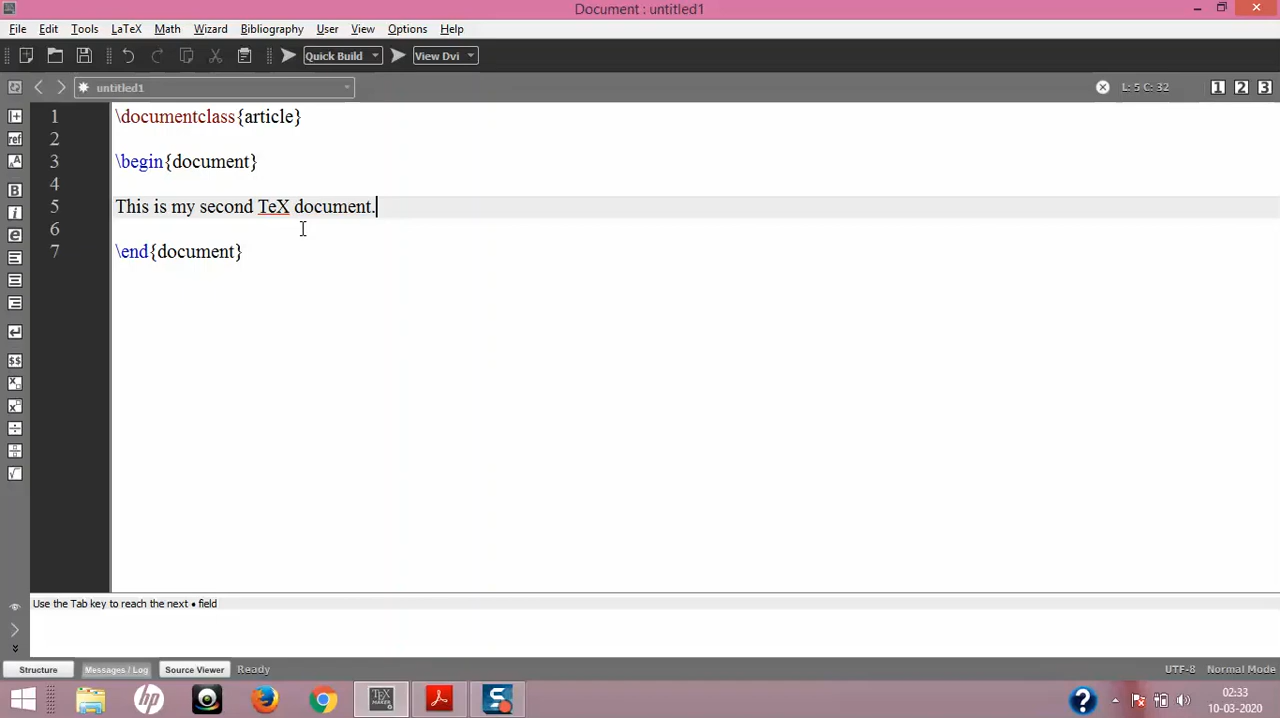 Document : untitled1
File Edit Tools LaTeX Math Wizard Bibliography User View Options Help
Quick Build View Dvi
untitled1 L: 5 C: 32 1 2 3
1 \documentclass{article}
2
3 \begin{document}
4
5 This is my second TeX document.
6
7 \end{document}
Use the Tab key to reach the next • field
Structure Messages / Log Source Viewer Ready UTF-8 Normal Mode
02:33
10-03-2020